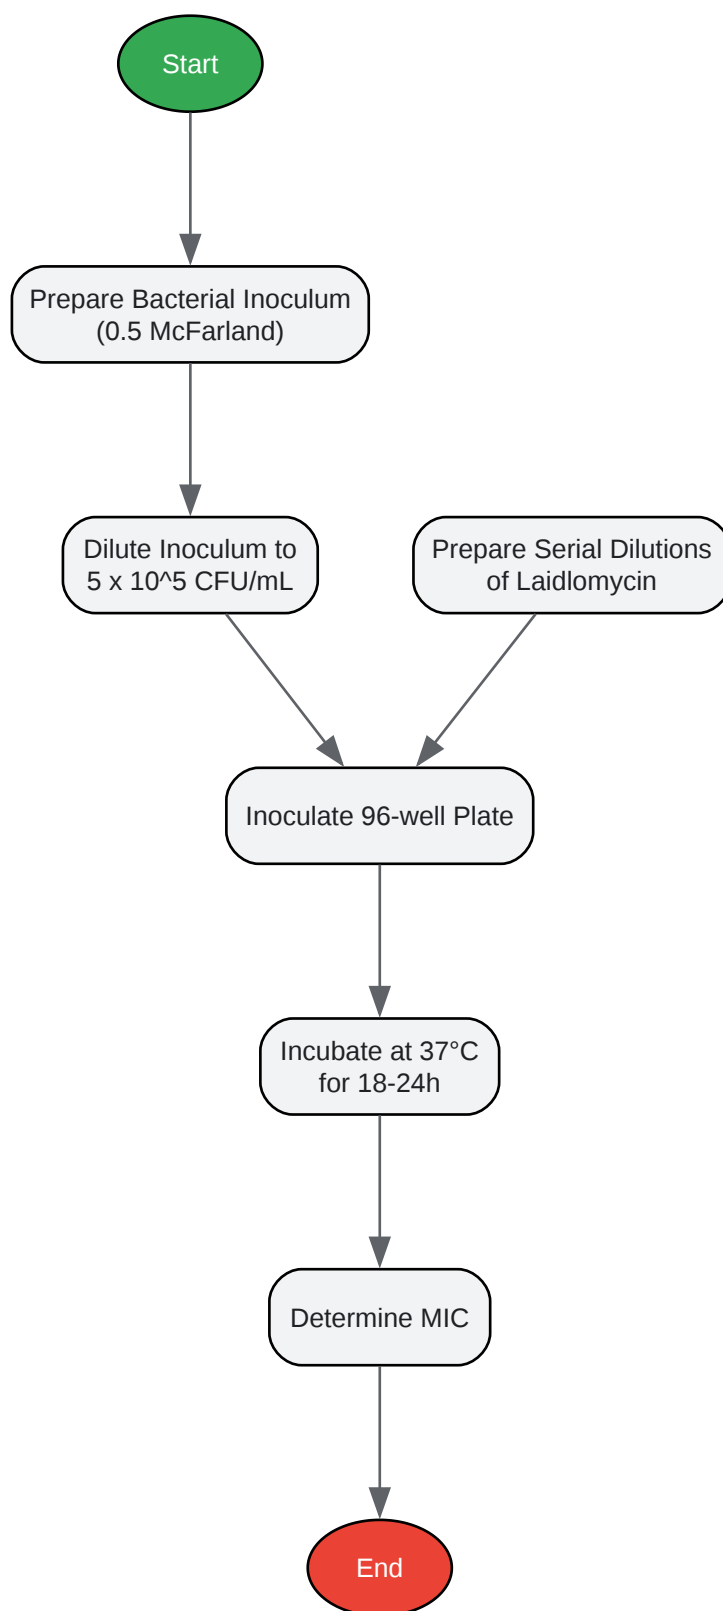 Start
Prepare Bacterial Inoculum
(0.5 McFarland)
Dilute Inoculum to
5 x 10^5 CFU/mL
Prepare Serial Dilutions
of Laidlomycin
Inoculate 96-well Plate
Incubate at 37°C
for 18-24h
Determine MIC
End